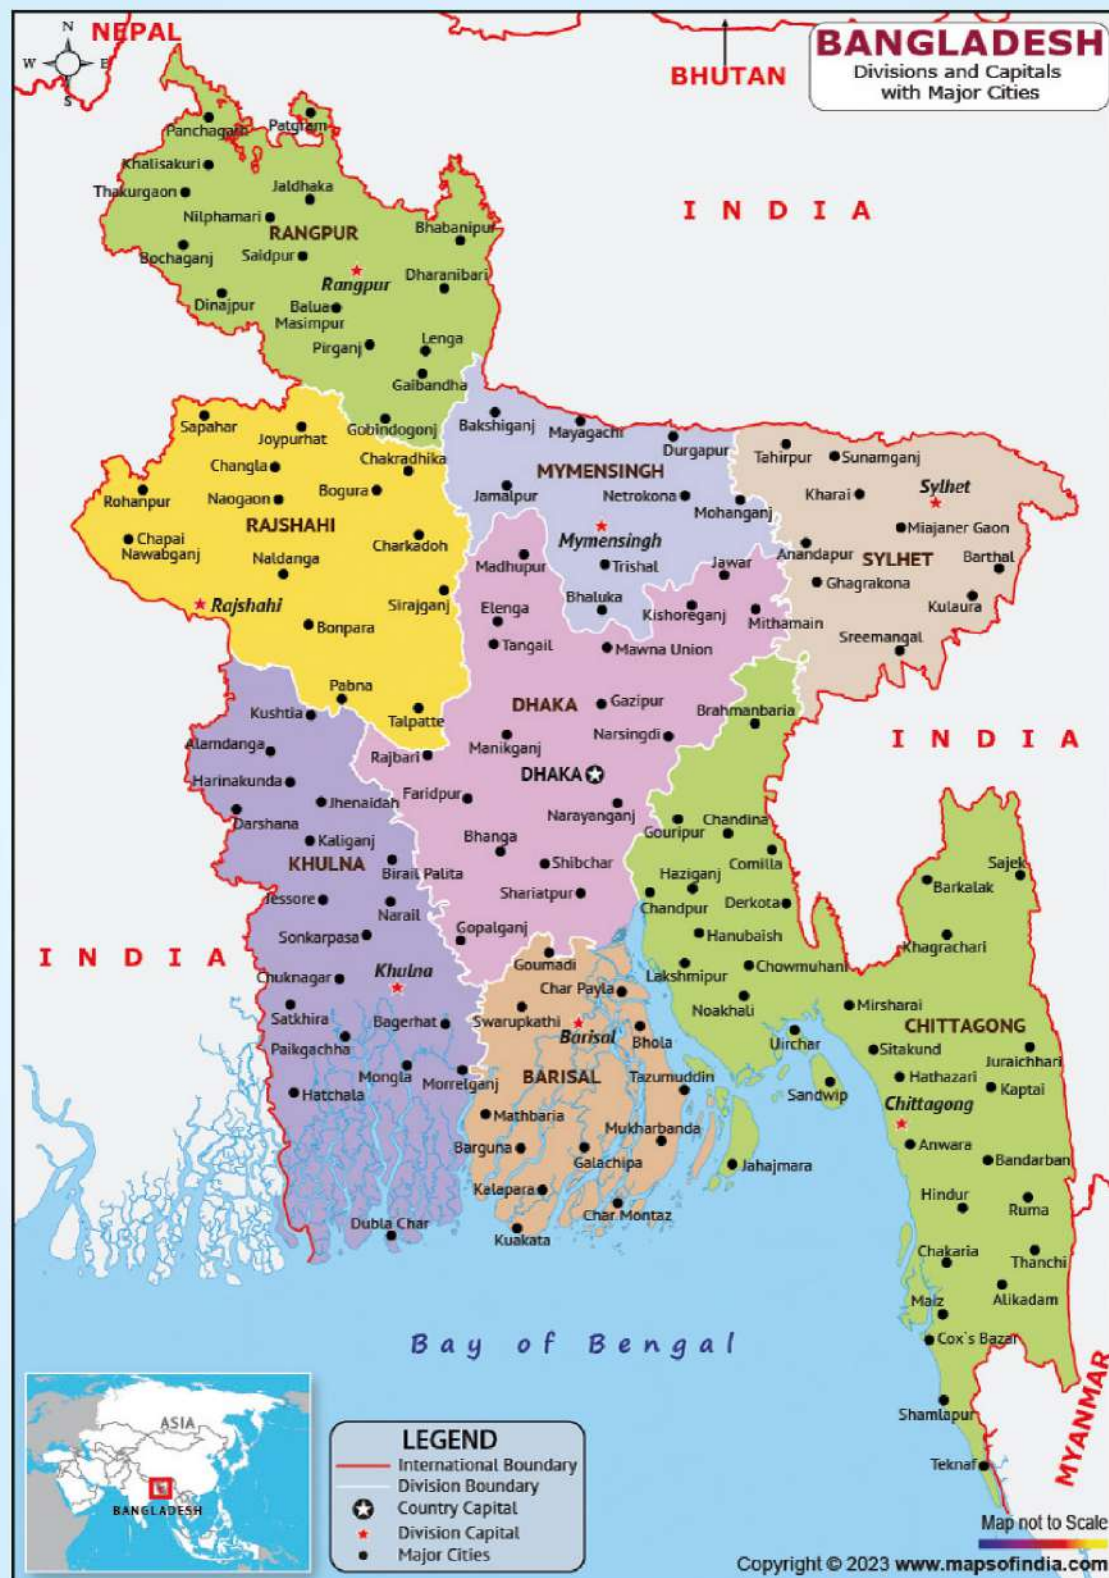 NEPAL
N
W E
S
BHUTAN
BANGLADESH
Divisions and Capitals
with Major Cities
INDIA
Panchagarh
Patgram
Khalisakuri
Thakurgaon
Jaldhaka
Nilphamari
RANGPUR
Bhabanipur
Bochaganj
Saidpur
Rangpur
Dharanibari
Dinajpur
Balua
Masimpur
Pirganj
Lenga
Gaibandha
Gobindogonj
Sapahar
Joypurhat
Changla
Chakradhika
Rohanpur
Naogaon
Bogura
RAJSHAHI
Chapai
Nawabganj
Charkadoh
Naldanga
Rajshahi
Sirajganj
Bonpara
Pabna
Talpatte
Bakshiganj
Mayagachi
Durgapur
MYMENSINGH
Jamalpur
Netrokona
Mohanganj
Mymensingh
Trishal
Bhaluka
Tahirpur
Sunamganj
Kharai
Sylhet
Miajaner Gaon
Anandapur
SYLHET
Barthal
Ghagrakona
Kulaura
Sreemangal
Madhupur
Jawar
Elenga
Kishoreganj
Mithamain
Tangail
Mawna Union
DHAKA
Gazipur
Manikganj
Narsingdi
Rajbari
DHAKA
Faridpur
Narayanganj
Bhanga
Shibchar
Shariatpur
Gopalganj
Kushtia
Alamdanga
Harinakunda
Jhenaidah
Darshana
Kaliganj
KHULNA
Birail Palita
Jessore
Narail
Sonkarpasa
Khulna
Chuknagar
Satkhira
Bagerhat
Paikgachha
Mongla
Morrelganj
Hatchala
Dubla Char
INDIA
Goumadi
Char Payla
Swarupkathi
Barisal
Bhola
BARISAL
Tazumuddin
Mathbaria
Mukharbanda
Barguna
Galachipa
Kalapara
Char Montaz
Kuakata
INDIA
Brahmanbaria
Gouripur
Chandina
Comilla
Haziganj
Chandpur
Derkota
Hanubaish
Lakshmipur
Chowmuhani
Noakhali
Uirchar
Sandwip
Jahajmara
Sajek
Barkalak
Khagrachari
Mirsharai
CHITTAGONG
Sitakund
Juraichhari
Hathazari
Kaptai
Chittagong
Anwara
Bandarban
Hindur
Ruma
Chakaria
Thanchi
Maiz
Alikadam
Cox's Bazar
Shamlapur
Teknaf
MYANMAR
Bay of Bengal
ASIA
BANGLADESH
LEGEND
International Boundary
Division Boundary
Country Capital
Division Capital
Major Cities
Map not to Scale
Copyright © 2023 www.mapsofindia.com